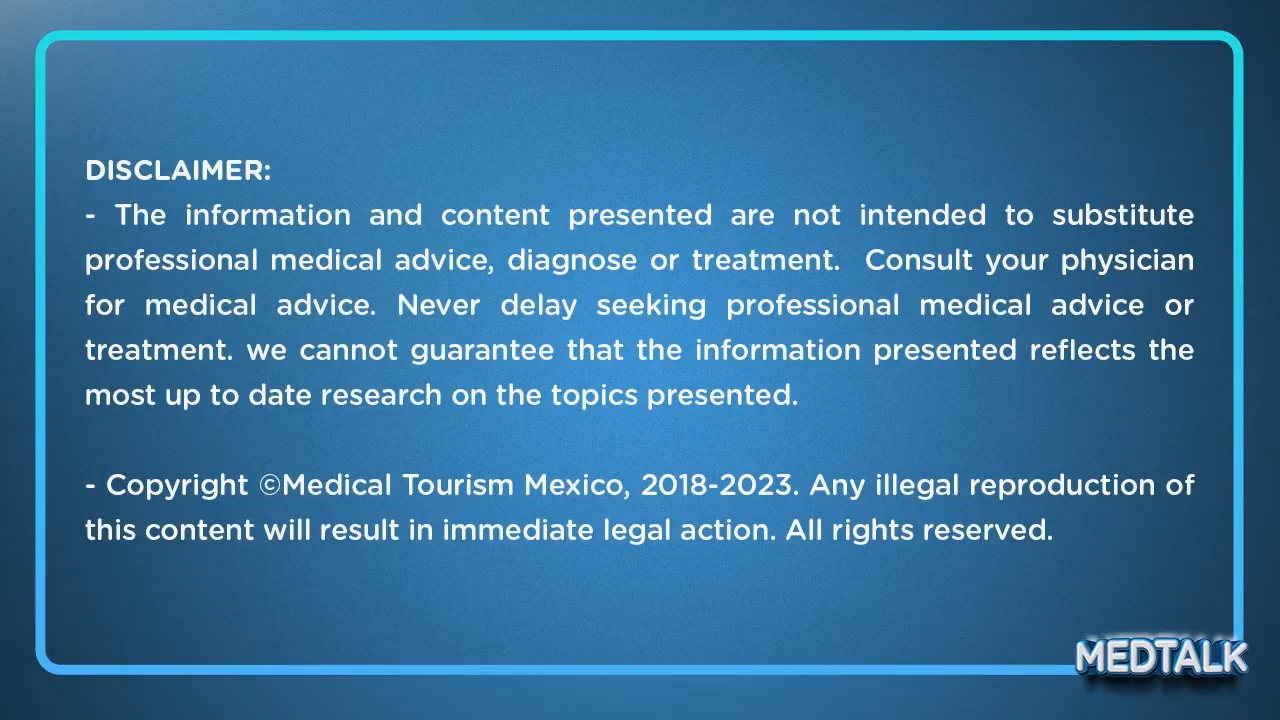 DISCLAIMER:
- The information and content presented are not intended to substitute
professional medical advice, diagnose or treatment.  Consult your physician
for medical advice. Never delay seeking professional medical advice or
treatment. we cannot guarantee that the information presented reflects the
most up to date research on the topics presented.
- Copyright ©Medical Tourism Mexico, 2018-2023. Any illegal reproduction of
this content will result in immediate legal action. All rights reserved.
MEDTALK